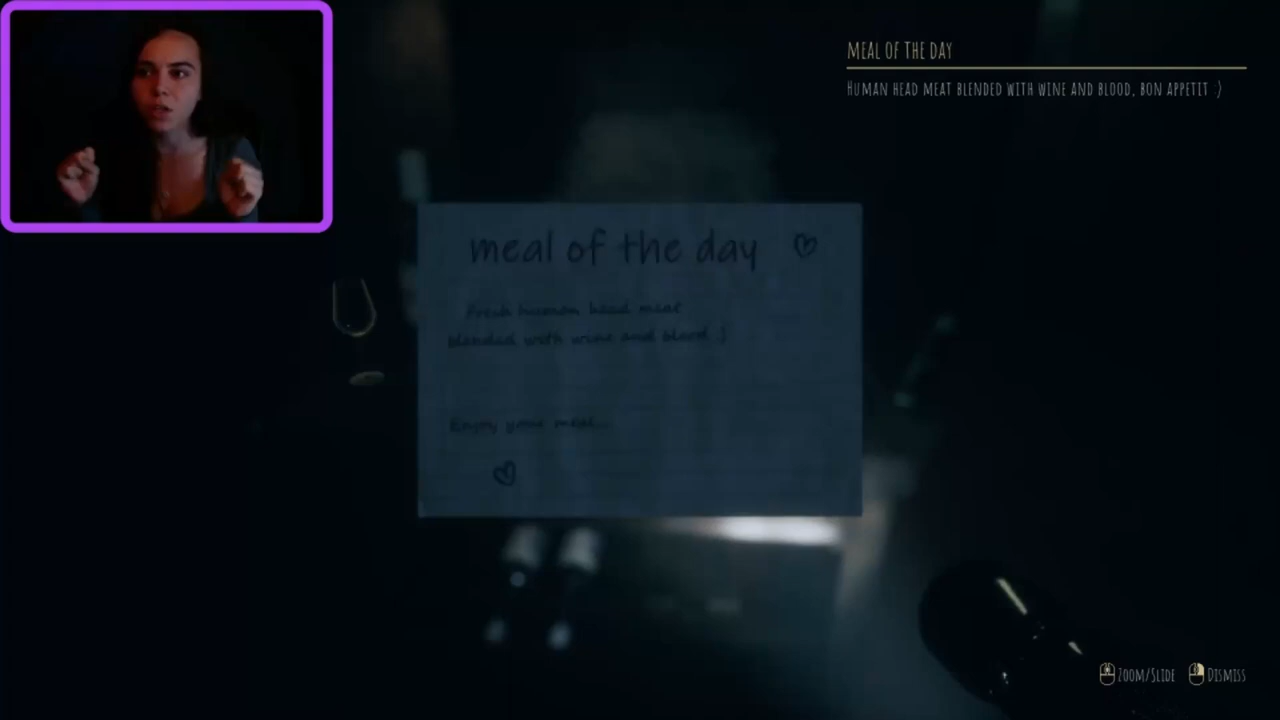 MEAL OF THE DAY
HUMAN HEAD MEAT BLENDED WITH WINE AND BLOOD, BON APPETIT :)
meal of the day ♡
Fresh human head meat
blended with wine and blood :)
Enjoy your meal...
♡
ZOOM/SLIDE DISMISS